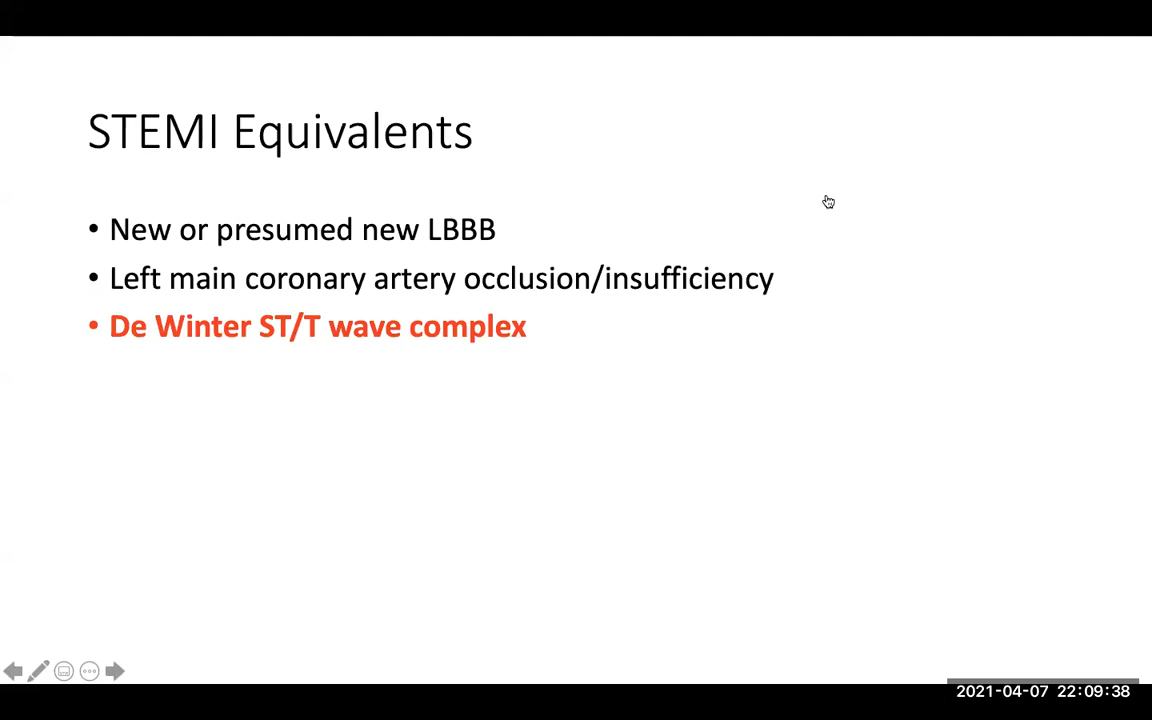 STEMI Equivalents
• New or presumed new LBBB
• Left main coronary artery occlusion/insufficiency
• De Winter ST/T wave complex
2021-04-07 22:09:38